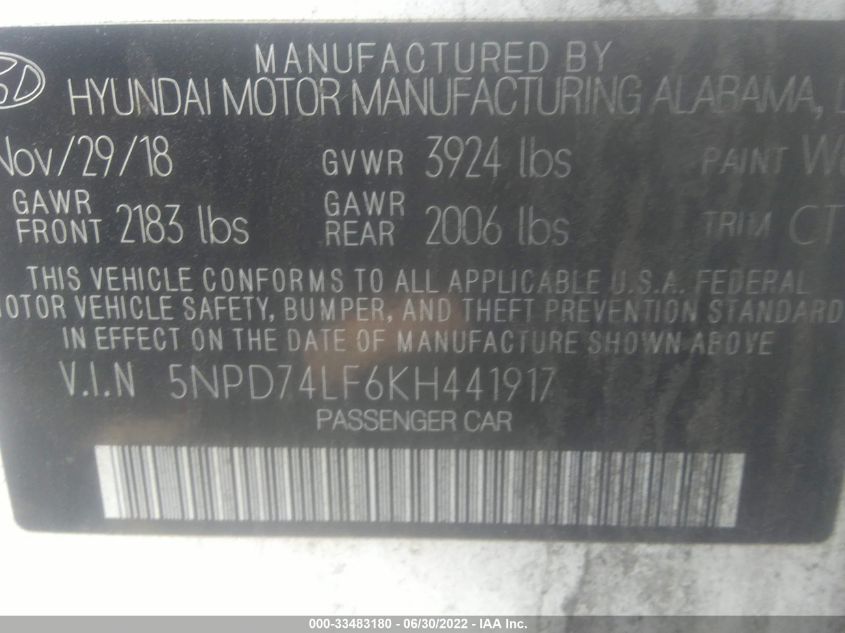 MANUFACTURED BY
HYUNDAI MOTOR MANUFACTURING ALABAMA,
Nov/29/18 GVWR 3924 lbs PAINT
GAWR FRONT 2183 lbs GAWR REAR 2006 lbs TRIM CT
THIS VEHICLE CONFORMS TO ALL APPLICABLE U.S.A. FEDERAL
MOTOR VEHICLE SAFETY, BUMPER, AND THEFT PREVENTION STANDARD
IN EFFECT ON THE DATE OF MANUFACTURE SHOWN ABOVE
V.I.N 5NPD74LF6KH441917
PASSENGER CAR
000-33483180 - 06/30/2022 - IAA Inc.